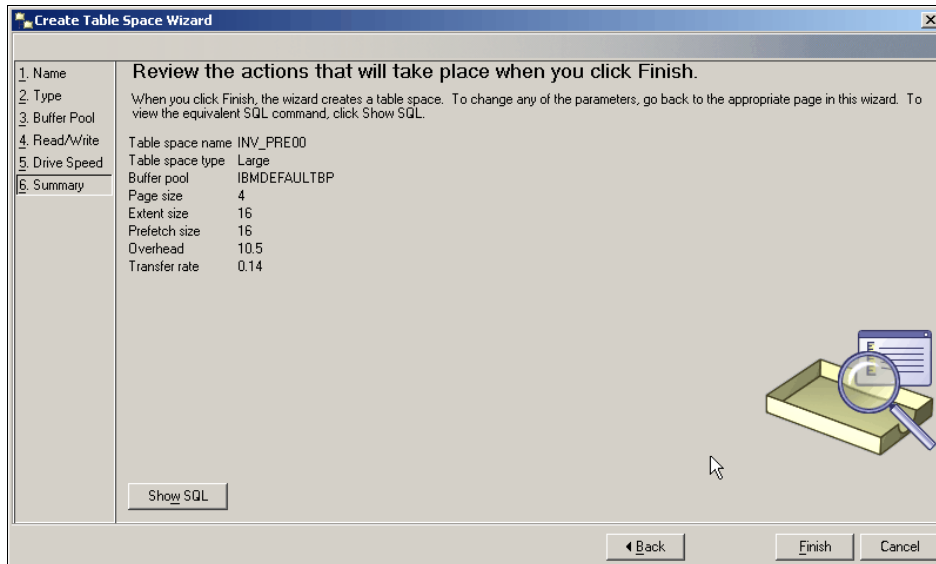 Create Table Space Wizard
1. Name
2. Type
3. Buffer Pool
4. Read/Write
5. Drive Speed
6. Summary
Review the actions that will take place when you click Finish.
When you click Finish, the wizard creates a table space. To change any of the parameters, go back to the appropriate page in this wizard. To
view the equivalent SQL command, click Show SQL.
Table space name INV_PRE00
Table space type Large
Buffer pool IBMDEFAULTBP
Page size 4
Extent size 16
Prefetch size 16
Overhead 10.5
Transfer rate 0.14
Show SQL
Back
Finish
Cancel